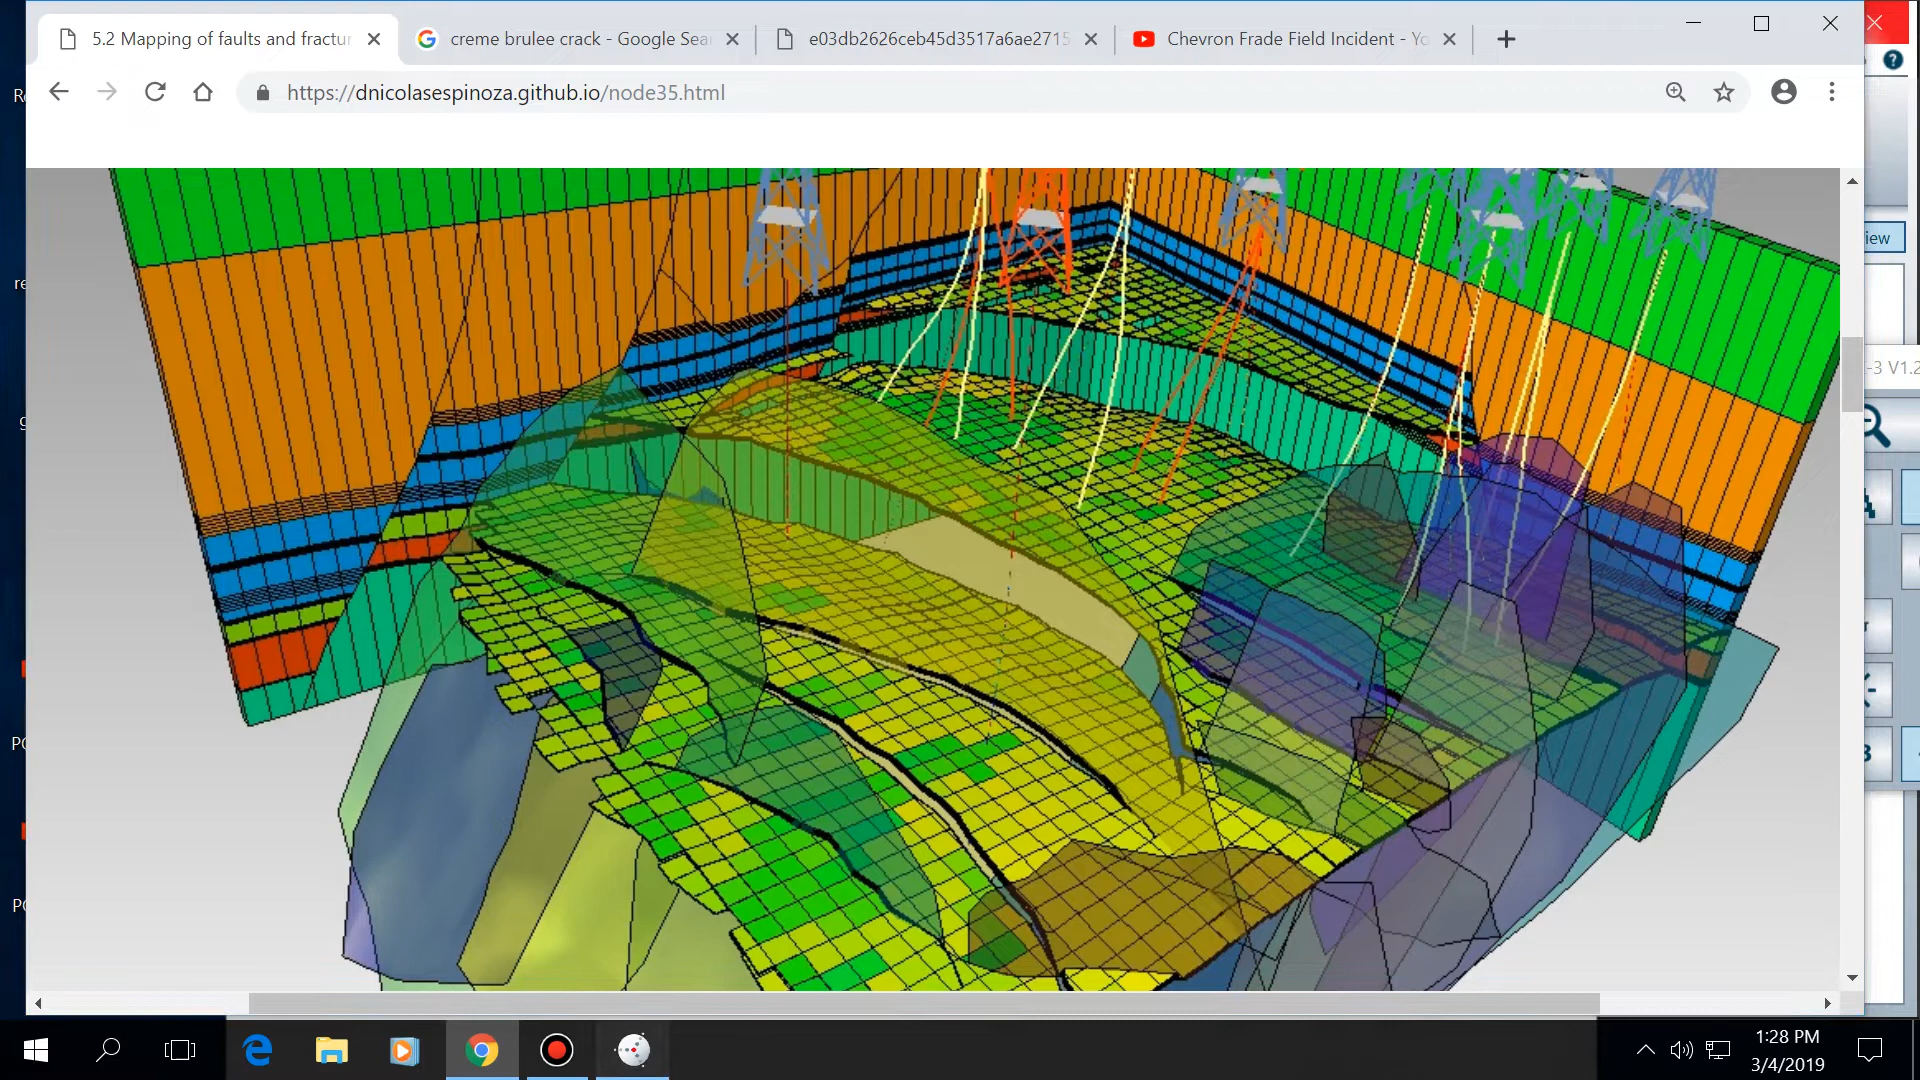 5.2 Mapping of faults and fractur
creme brulee crack - Google Sea
e03db2626ceb45d3517a6ae2715
Chevron Frade Field Incident - Yo
https://dnicolasespinoza.github.io/node35.html
iew
-3 V1.2
1:28 PM
3/4/2019